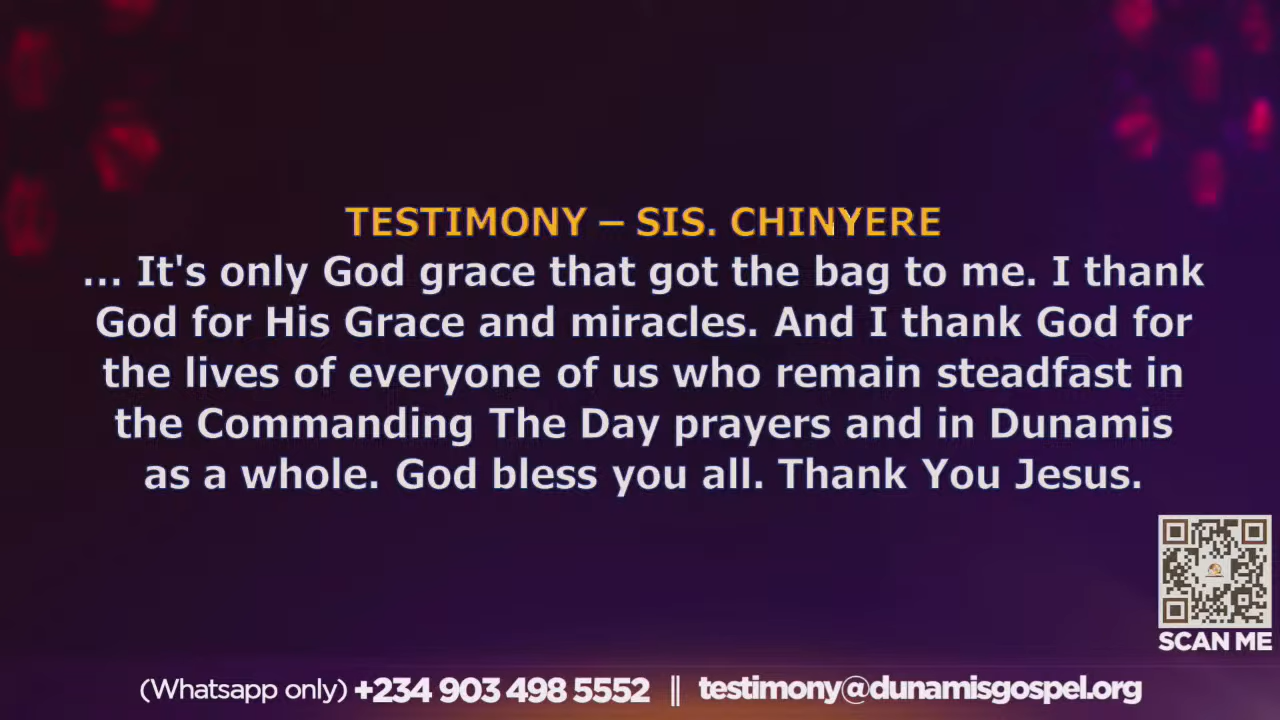 TESTIMONY – SIS. CHINYERE
... It's only God grace that got the bag to me. I thank
God for His Grace and miracles. And I thank God for
the lives of everyone of us who remain steadfast in
the Commanding The Day prayers and in Dunamis
as a whole. God bless you all. Thank You Jesus.
SCAN ME
(Whatsapp only) +234 903 498 5552 || testimony@dunamisgospel.org